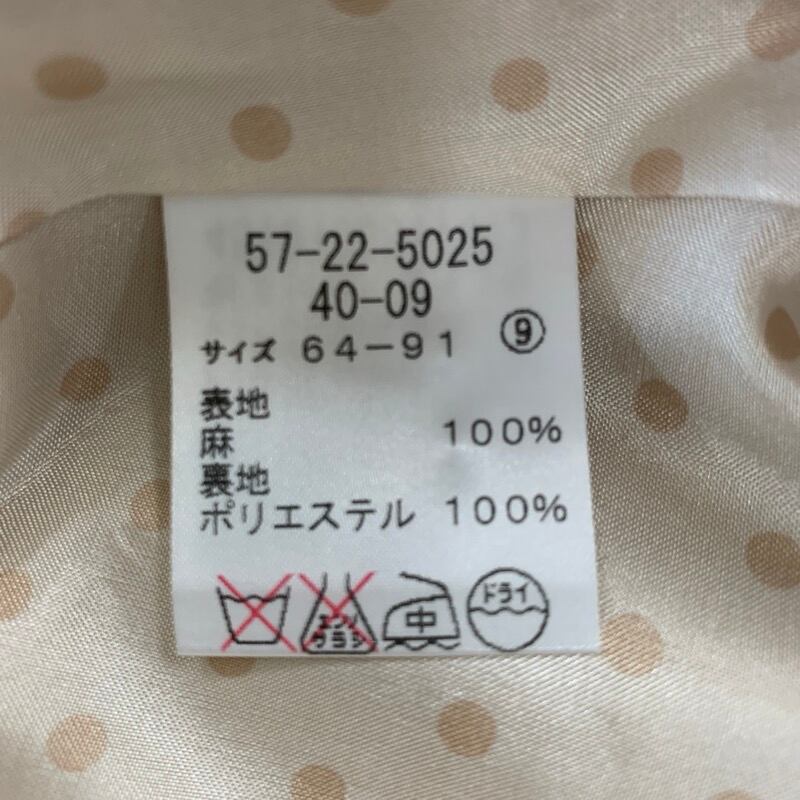 57-22-5025
40-09
サイズ 64-91 ⑨
表地
麻 100%
裏地
ポリエステル 100%
エンソ
サラシ
中
ドライ